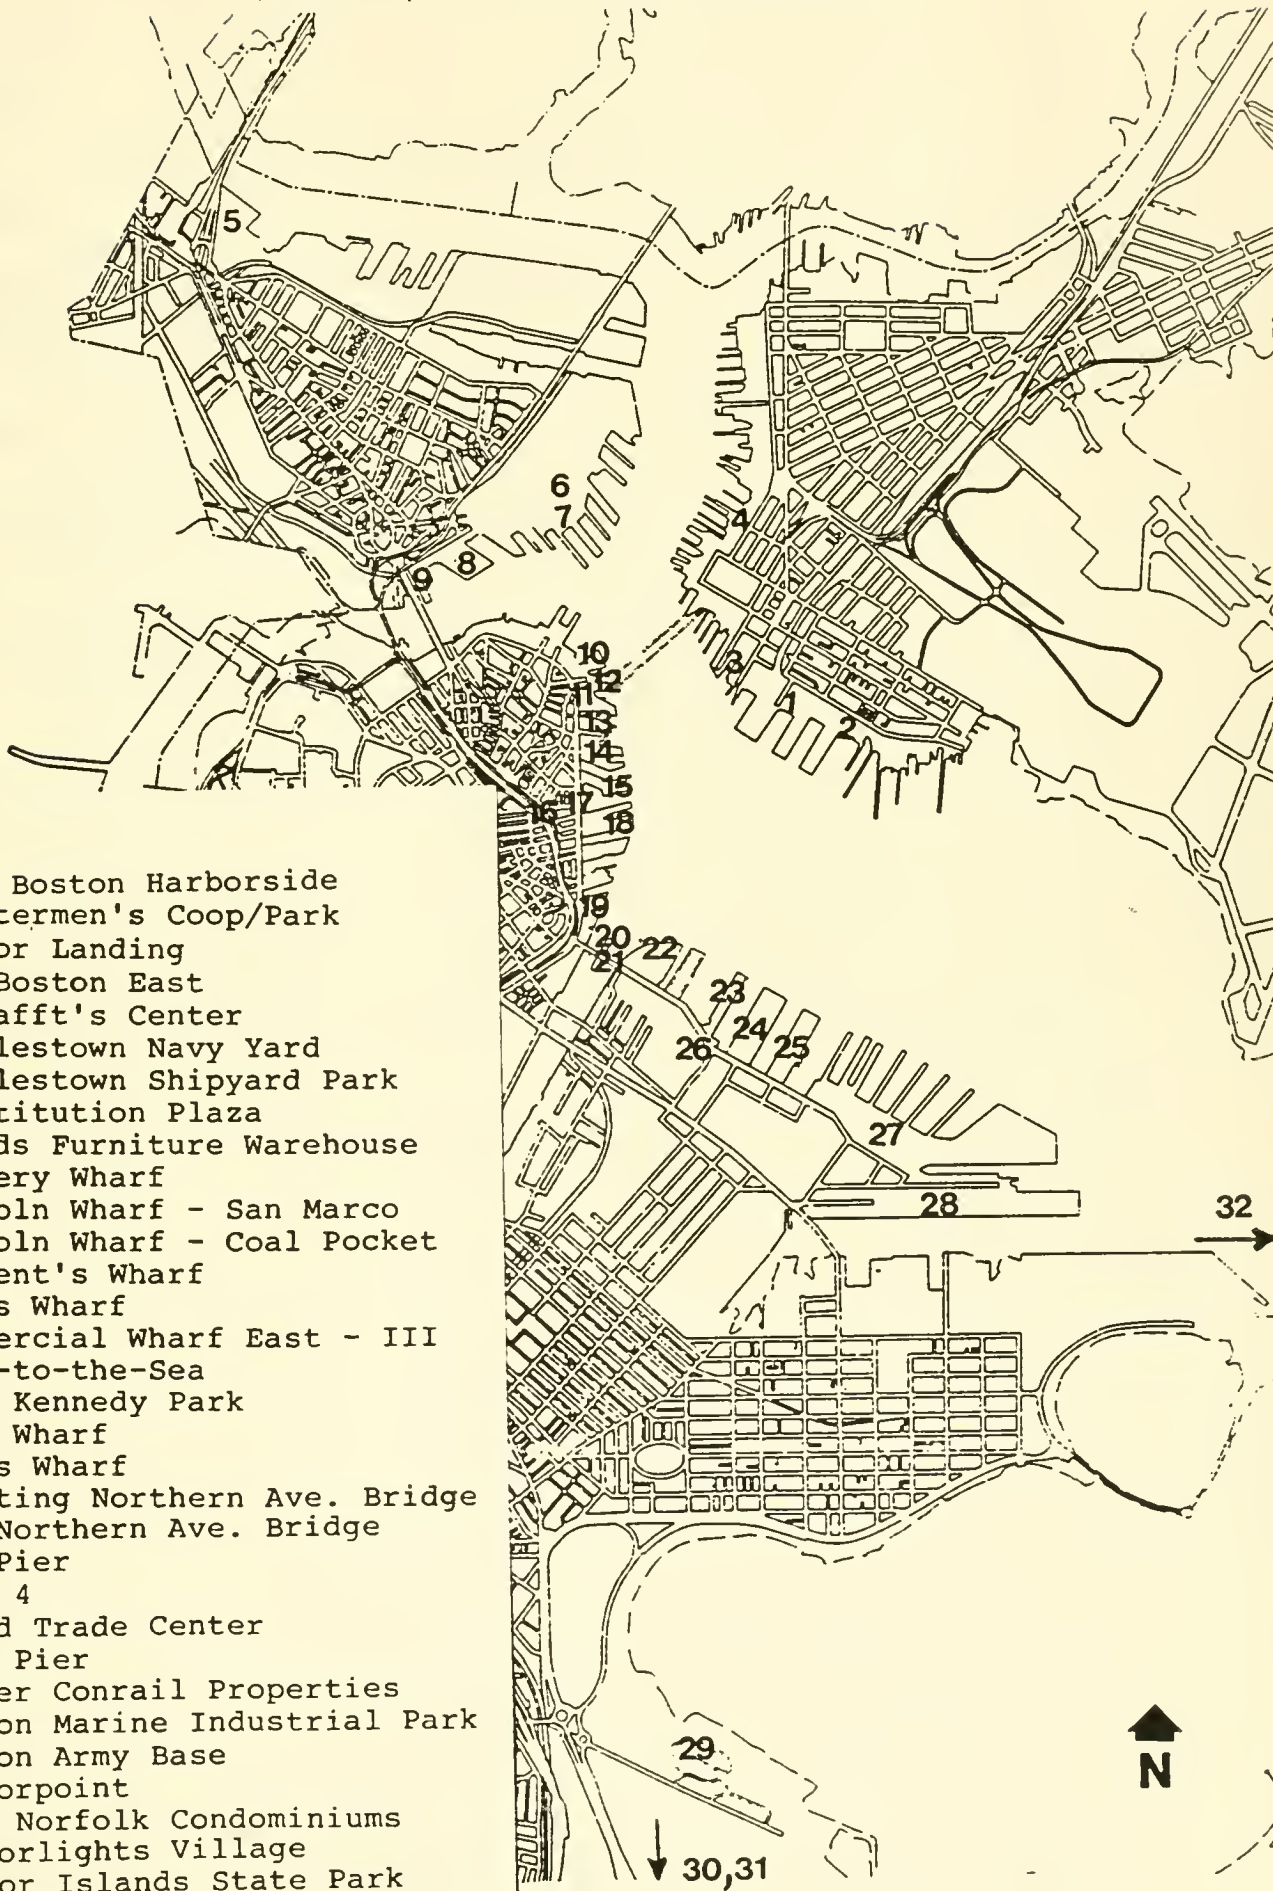 5
6
7
4
8
9
10
12
11
3
13
1
14
2
15
17
16
18
19
20
22
21
23
24
26
25
27
28
32
29
30,31
N
Boston Harborside
termen's Coop/Park
or Landing
Boston East
afft's Center
lestown Navy Yard
lestown Shipyard Park
titution Plaza
ds Furniture Warehouse
ery Wharf
oln Wharf - San Marco
oln Wharf - Coal Pocket
ent's Wharf
s Wharf
ercial Wharf East - III
-to-the-Sea
Kennedy Park
Wharf
s Wharf
ting Northern Ave. Bridge
Northern Ave. Bridge
Pier
4
d Trade Center
Pier
er Conrail Properties
on Marine Industrial Park
on Army Base
orpoint
Norfolk Condominiums
orlights Village
or Islands State Park